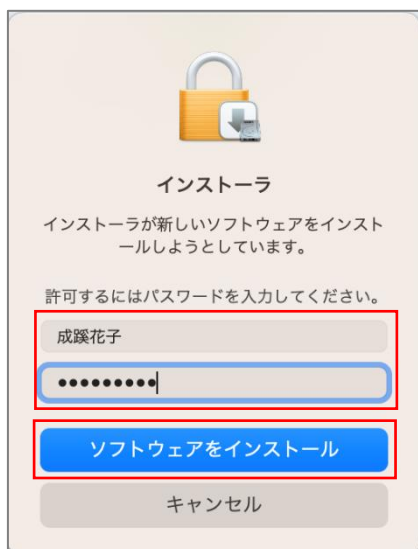 インストーラ
インストーラが新しいソフトウェアをインスト
ールしようとしています。
許可するにはパスワードを入力してください。
成蹊花子
●●●●●●●●●
ソフトウェアをインストール
キャンセル